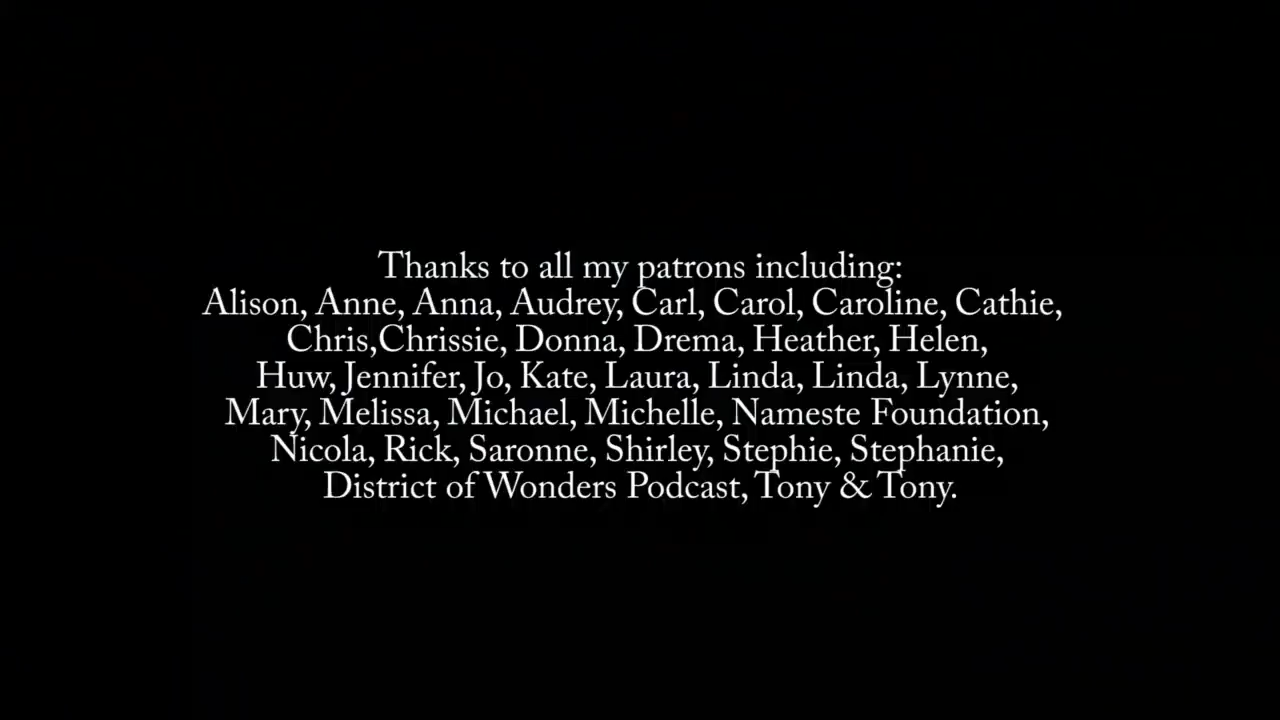 Thanks to all my patrons including:
Alison, Anne, Anna, Audrey, Carl, Carol, Caroline, Cathie,
Chris,Chrissie, Donna, Drema, Heather, Helen,
Huw, Jennifer, Jo, Kate, Laura, Linda, Linda, Lynne,
Mary, Melissa, Michael, Michelle, Nameste Foundation,
Nicola, Rick, Saronne, Shirley, Stephie, Stephanie,
District of Wonders Podcast, Tony & Tony.